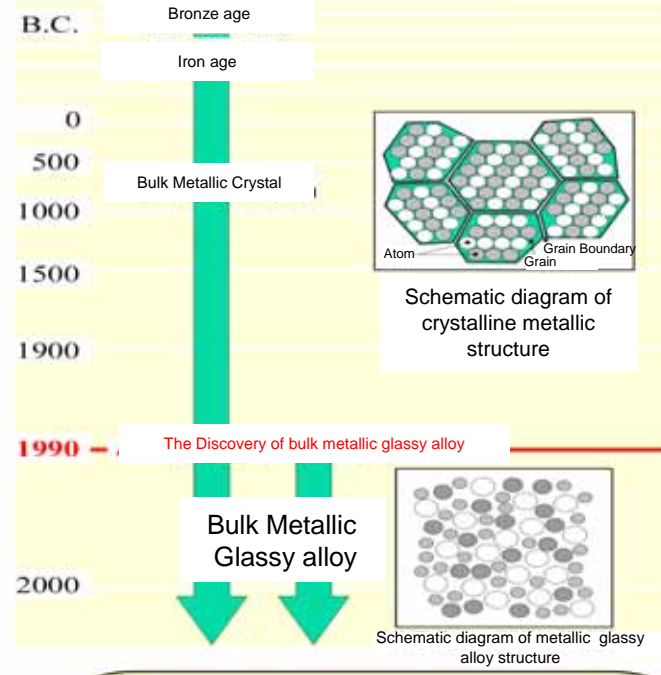 Bronze age
B.C.
Iron age
0
500
Bulk Metallic Crystal
1000
1500
1900
Atom
Grain Boundary
Grain
Schematic diagram of
crystalline metallic
structure
1990
The Discovery of bulk metallic glassy alloy
Bulk Metallic
Glassy alloy
2000
Schematic diagram of metallic glassy
alloy structure